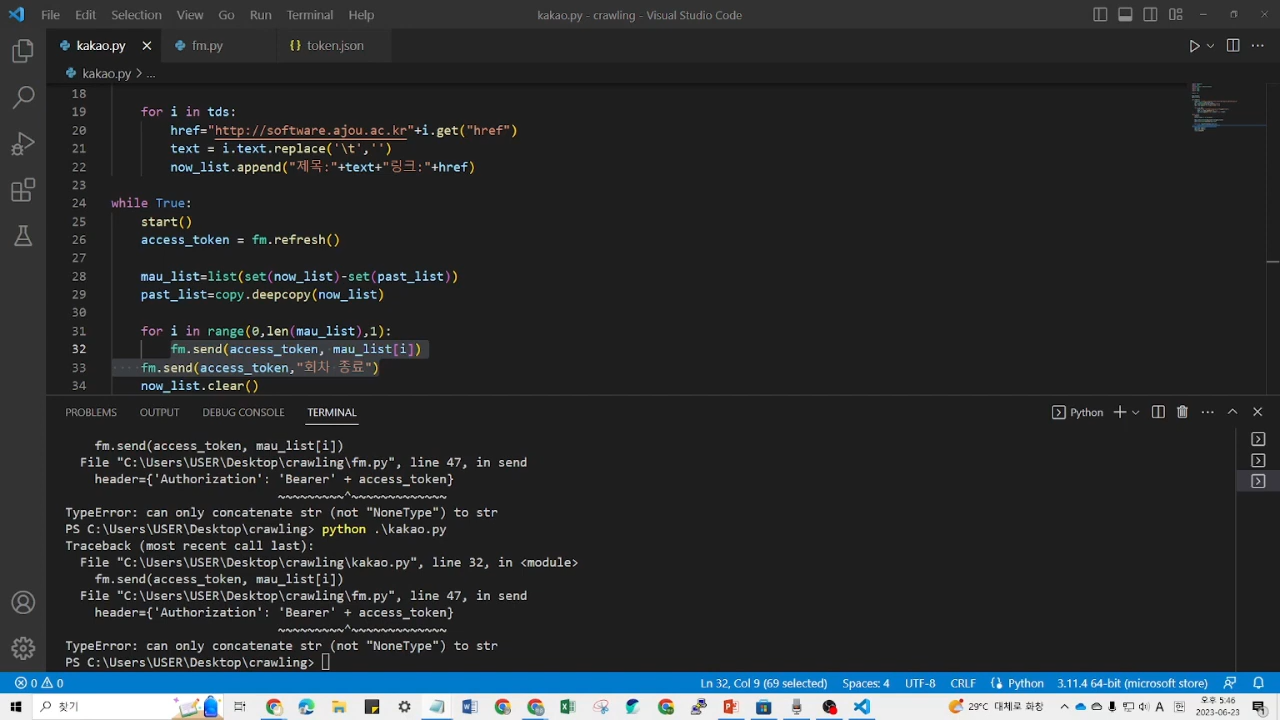 File Edit Selection View Go Run Terminal Help kakao.py - crawling - Visual Studio Code
kakao.py fm.py {} token.json
kakao.py > ...
18
19 for i in tds:
20 href="http://software.ajou.ac.kr"+i.get("href")
21 text = i.text.replace('\t','')
22 now_list.append("제목:"+text+"링크:"+href)
23
24 while True:
25 start()
26 access_token = fm.refresh()
27
28 mau_list=list(set(now_list)-set(past_list))
29 past_list=copy.deepcopy(now_list)
30
31 for i in range(0,len(mau_list),1):
32 fm.send(access_token, mau_list[i])
33 fm.send(access_token,"회차 종료")
34 now_list.clear()
PROBLEMS OUTPUT DEBUG CONSOLE TERMINAL Python
fm.send(access_token, mau_list[i])
File "C:\Users\USER\Desktop\crawling\fm.py", line 47, in send
header={'Authorization': 'Bearer' + access_token}
~~~~~~~~~^~~~~~~~~~~~~~
TypeError: can only concatenate str (not "NoneType") to str
PS C:\Users\USER\Desktop\crawling> python .\kakao.py
Traceback (most recent call last):
File "C:\Users\USER\Desktop\crawling\kakao.py", line 32, in <module>
fm.send(access_token, mau_list[i])
File "C:\Users\USER\Desktop\crawling\fm.py", line 47, in send
header={'Authorization': 'Bearer' + access_token}
~~~~~~~~~^~~~~~~~~~~~~~
TypeError: can only concatenate str (not "NoneType") to str
PS C:\Users\USER\Desktop\crawling>
0 0 Ln 32, Col 9 (69 selected) Spaces: 4 UTF-8 CRLF Python 3.11.4 64-bit (microsoft store)
찾기 29°C 대체로 화창 가 오후 5:46
2023-06-23